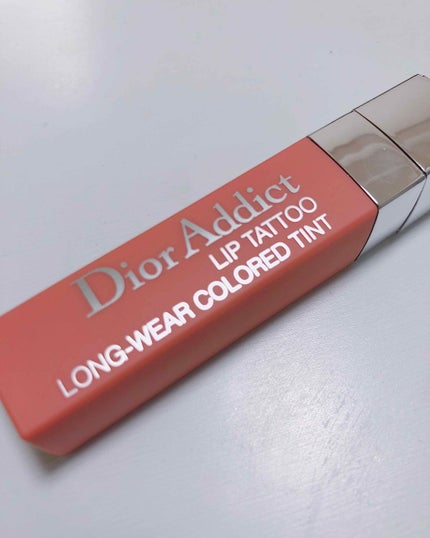 Dior Addict
LIP TATTOO
LONG-WEAR COLORED TINT